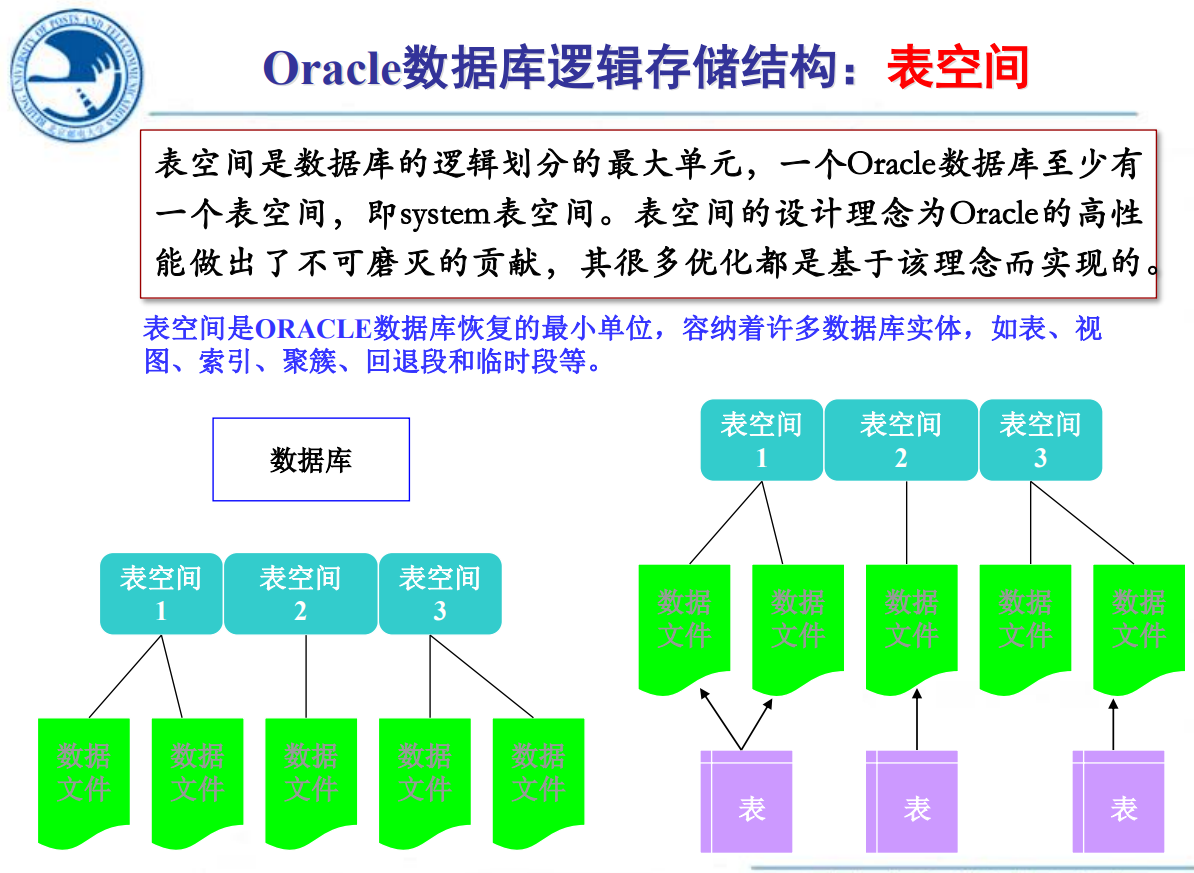 BEIJING UNIVERSITY OF POSTS AND TELECOMMUNICATIONS
北京邮电大学
Oracle数据库逻辑存储结构：表空间
表空间是数据库的逻辑划分的最大单元，一个Oracle数据库至少有
一个表空间，即system表空间。表空间的设计理念为Oracle的高性
能做出了不可磨灭的贡献，其很多优化都是基于该理念而实现的。
表空间是ORACLE数据库恢复的最小单位，容纳着许多数据库实体，如表、视
图、索引、聚簇、回退段和临时段等。
数据库
表空间
1
表空间
2
表空间
3
数据
文件
数据
文件
数据
文件
数据
文件
数据
文件
表空间
1
表空间
2
表空间
3
数据
文件
数据
文件
数据
文件
数据
文件
数据
文件
表
表
表